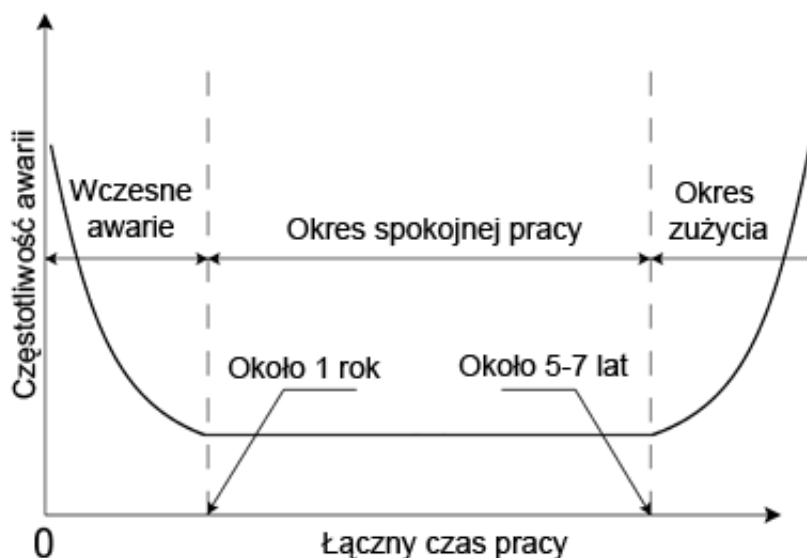 Częstotliwość awarii
Wczesne
awarie
Okres spokojnej pracy
Okres
zużycia
Około 1 rok
Około 5-7 lat
0
Łączny czas pracy